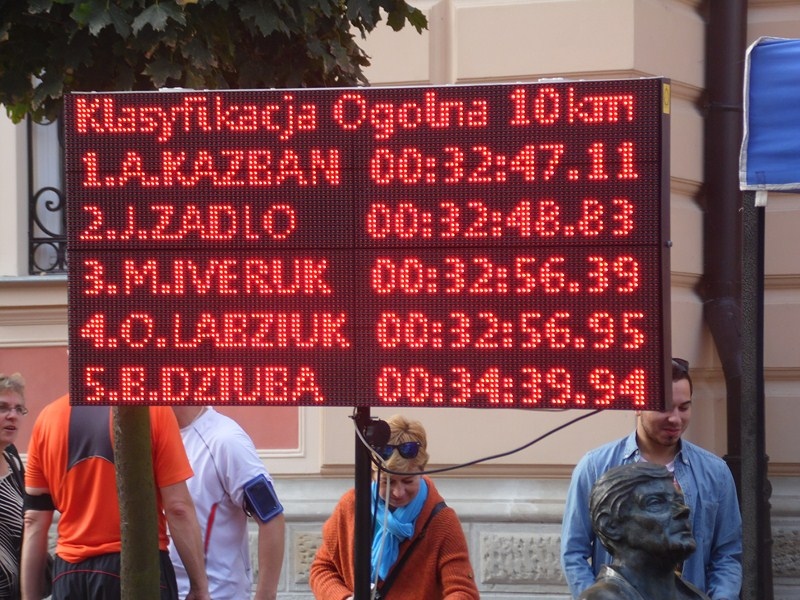 Klasyfikacja Ogolna 10km
1.A.KAZBAN 00:32:47.11
2.J.ZADLO 00:32:48.83
3.M.IVERUK 00:32:56.39
4.O.LABZIUK 00:32:56.95
5.B.DZIUBA 00:34:39.94